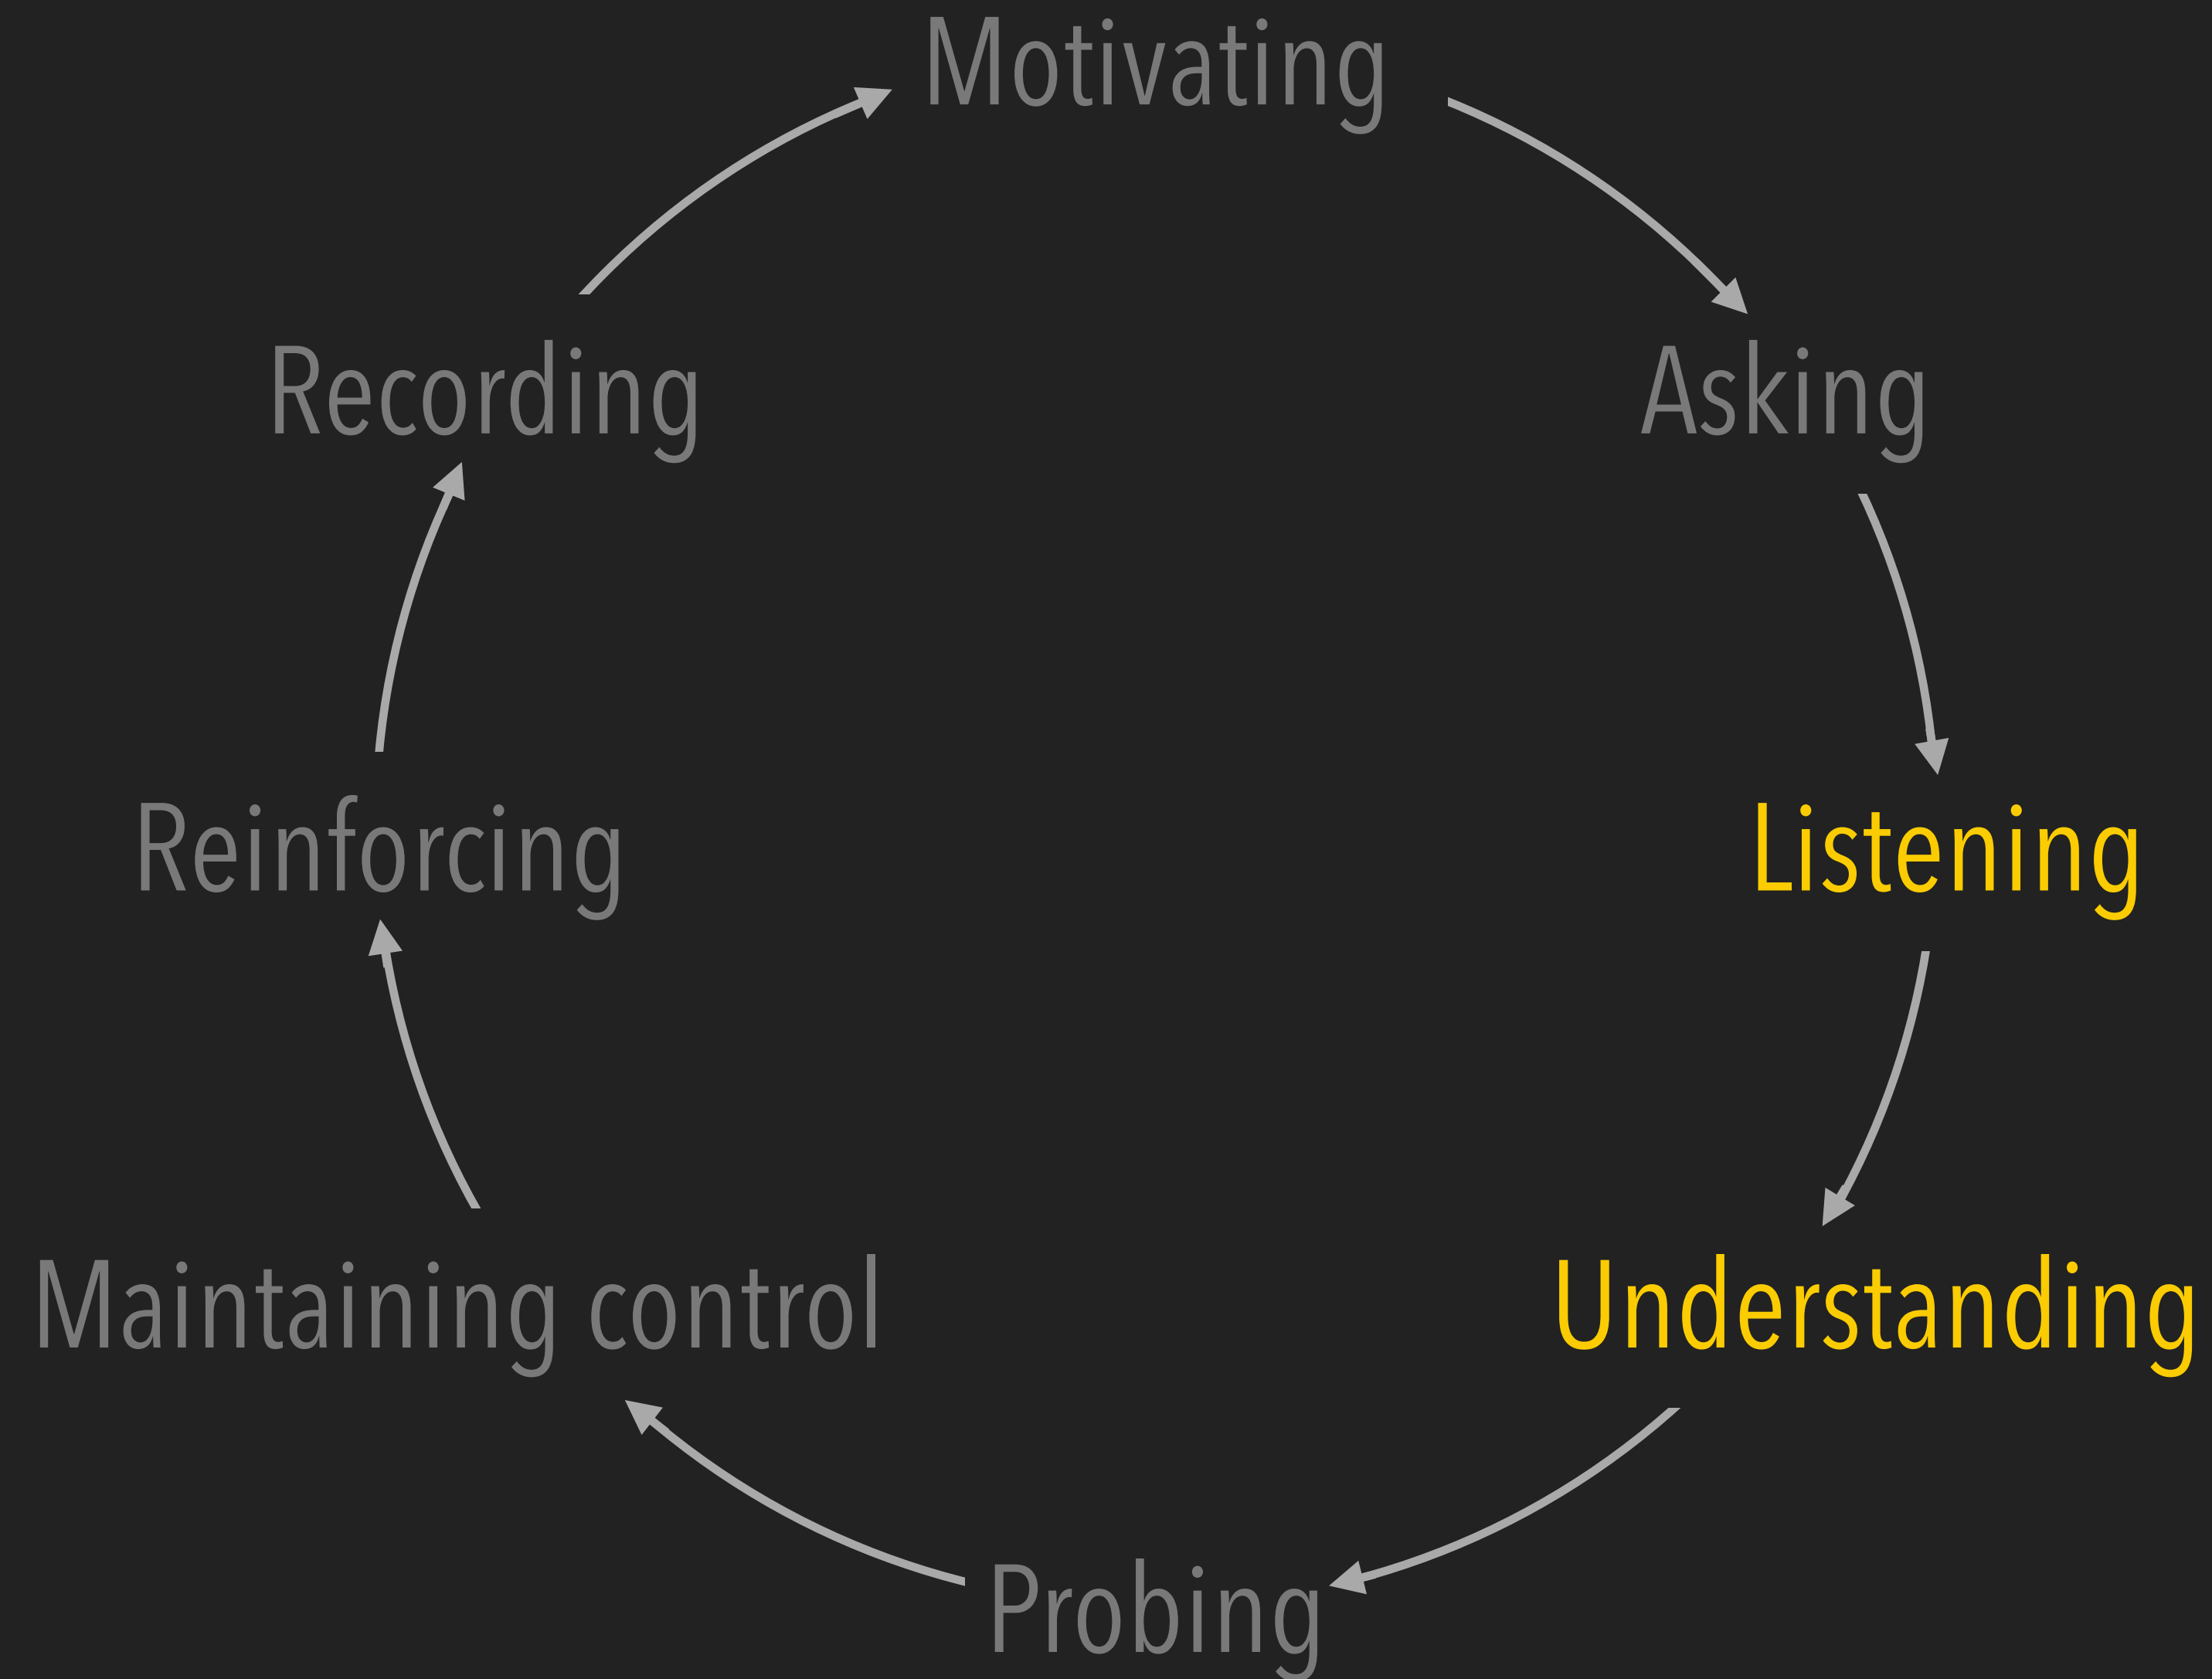 Motivating
Asking
Listening
Understanding
Probing
Maintaining control
Reinforcing
Recording